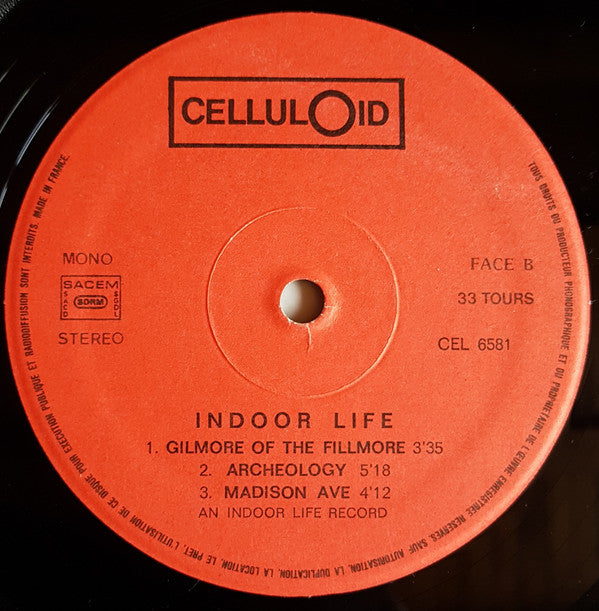 CELLULOID
MONO
SACEM
SACD
SDRM
SGDL
STEREO
FACE B
33 TOURS
CEL 6581
INDOOR LIFE
1. GILMORE OF THE FILLMORE 3'35
2. ARCHEOLOGY 5'18
3. MADISON AVE 4'12
AN INDOOR LIFE RECORD
TOUS DROITS DU PRODUCTEUR PHONOGRAPHIQUE ET DU PROPRIETAIRE DE L'ŒUVRE ENREGISTREE RESERVES. SAUF AUTORISATION, LA DUPLICATION, LA LOCATION, LE PRET, L'UTILISATION DE CE DISQUE POUR EXECUTION PUBLIQUE ET RADIODIFFUSION SONT INTERDITS. MADE IN FRANCE.